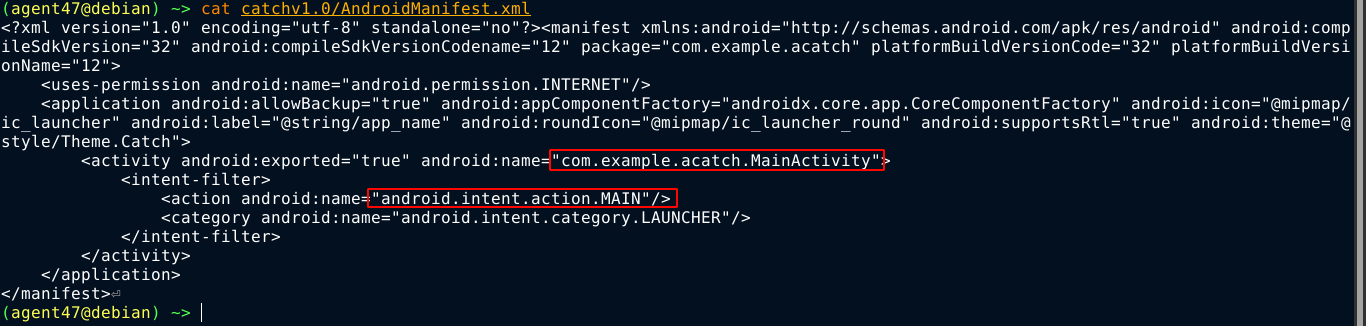 (agent47@debian) ~> cat catchv1.0/AndroidManifest.xml
<?xml version="1.0" encoding="utf-8" standalone="no"?><manifest xmlns:android="http://schemas.android.com/apk/res/android" android:comp
ileSdkVersion="32" android:compileSdkVersionCodename="12" package="com.example.acatch" platformBuildVersionCode="32" platformBuildVersi
onName="12">
    <uses-permission android:name="android.permission.INTERNET"/>
    <application android:allowBackup="true" android:appComponentFactory="androidx.core.app.CoreComponentFactory" android:icon="@mipmap/
ic_launcher" android:label="@string/app_name" android:roundIcon="@mipmap/ic_launcher_round" android:supportsRtl="true" android:theme="@
style/Theme.Catch">
        <activity android:exported="true" android:name="com.example.acatch.MainActivity">
            <intent-filter>
                <action android:name="android.intent.action.MAIN"/>
                <category android:name="android.intent.category.LAUNCHER"/>
            </intent-filter>
        </activity>
    </application>
</manifest>⏎
(agent47@debian) ~>